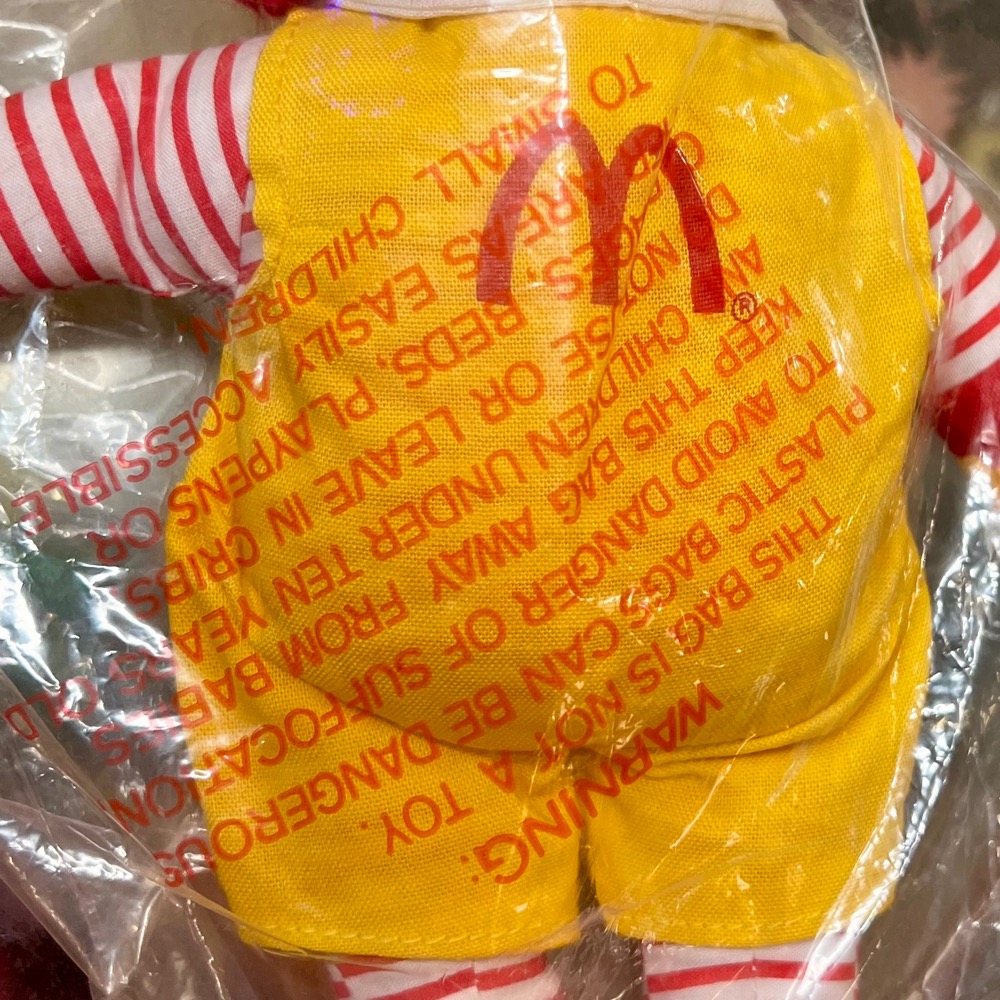 M®
WARNING:
THIS BAG IS NOT A TOY.
PLASTIC BAGS CAN BE DANGEROUS
TO AVOID DANGER OF SUFFOCATION,
KEEP THIS BAG AWAY FROM BABIES
AND CHILDREN UNDER TEN YEARS OLD
DO NOT USE OR LEAVE IN CRIBS
BEDS, PLAYPENS OR
AREAS EASILY ACCESSIBLE
TO SMALL CHILDREN.